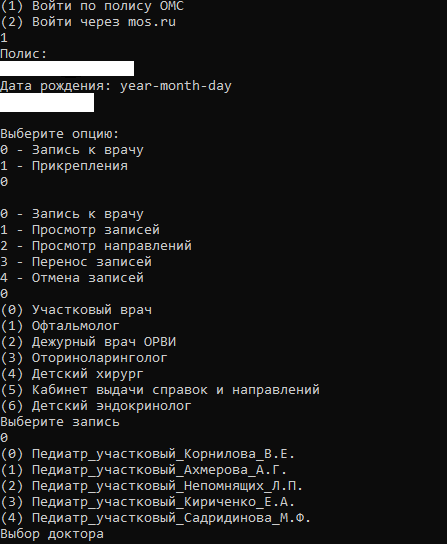 (1) Войти по полису ОМС
(2) Войти через mos.ru
1
Полис:
Дата рождения: year-month-day
Выберите опцию:
0 - Запись к врачу
1 - Прикрепления
0
0 - Запись к врачу
1 - Просмотр записей
2 - Просмотр направлений
3 - Перенос записей
4 - Отмена записей
0
(0) Участковый врач
(1) Офтальмолог
(2) Дежурный врач ОРВИ
(3) Оториноларинголог
(4) Детский хирург
(5) Кабинет выдачи справок и направлений
(6) Детский эндокринолог
Выберите запись
0
(0) Педиатр_участковый_Корнилова_В.Е.
(1) Педиатр_участковый_Ахмерова_А.Г.
(2) Педиатр_участковый_Непомнящих_Л.П.
(3) Педиатр_участковый_Кириченко_Е.А.
(4) Педиатр_участковый_Садридинова_М.Ф.
Выбор доктора